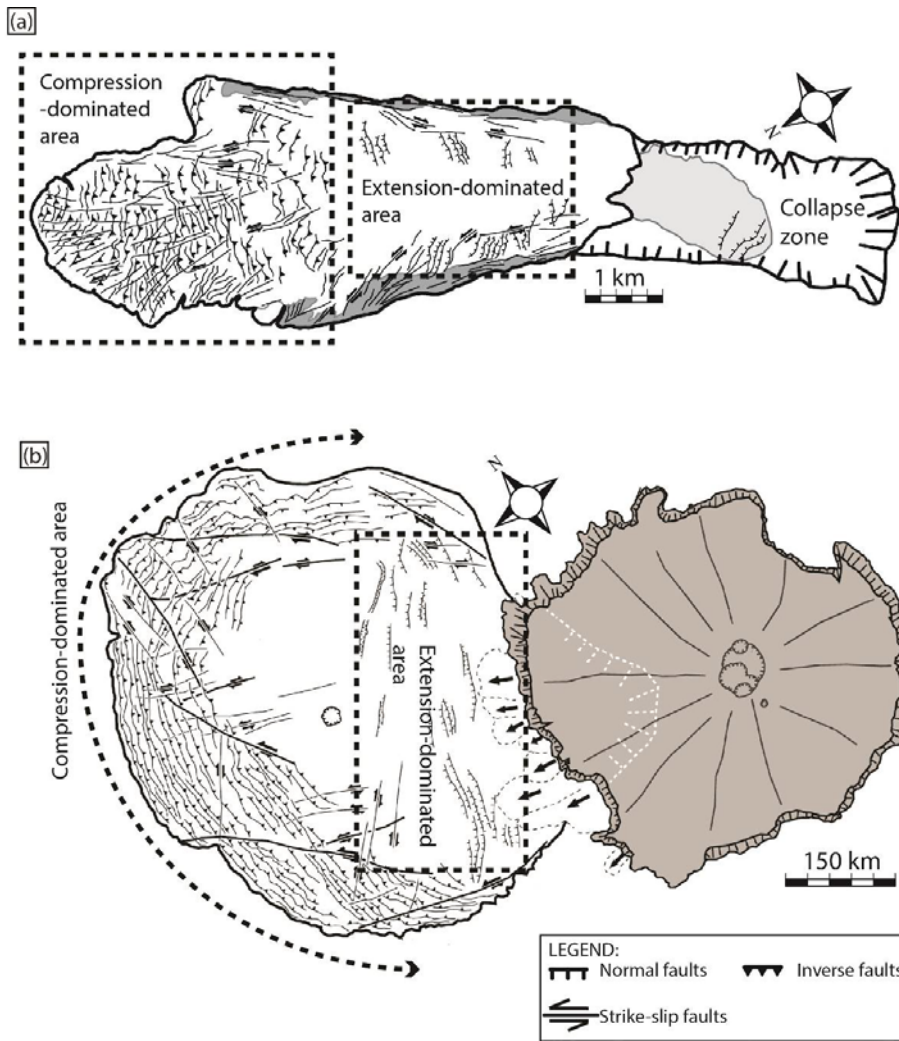 (a)
Compression
-dominated
area
Extension-dominated
area
Collapse
zone
N
1 km
(b)
Compression-dominated area
N
Extension-dominated
area
150 km
LEGEND:
Normal faults
Inverse faults
Strike-slip faults